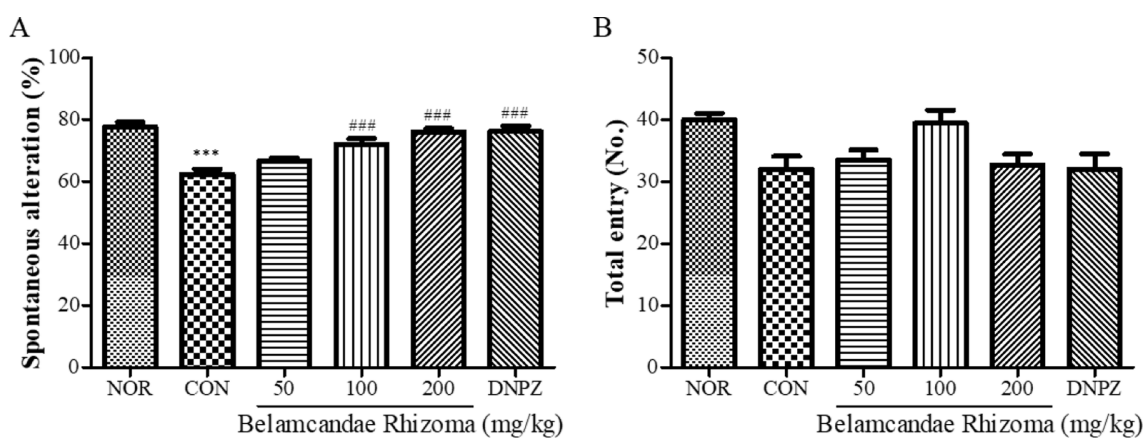 A
Spontaneous alteration (%)
100
80
60
40
20
0
***
###
###
###
NOR
CON
50
100
200
DNPZ
Belamcandae Rhizoma (mg/kg)
B
Total entry (No.)
50
40
30
20
10
0
NOR
CON
50
100
200
DNPZ
Belamcandae Rhizoma (mg/kg)